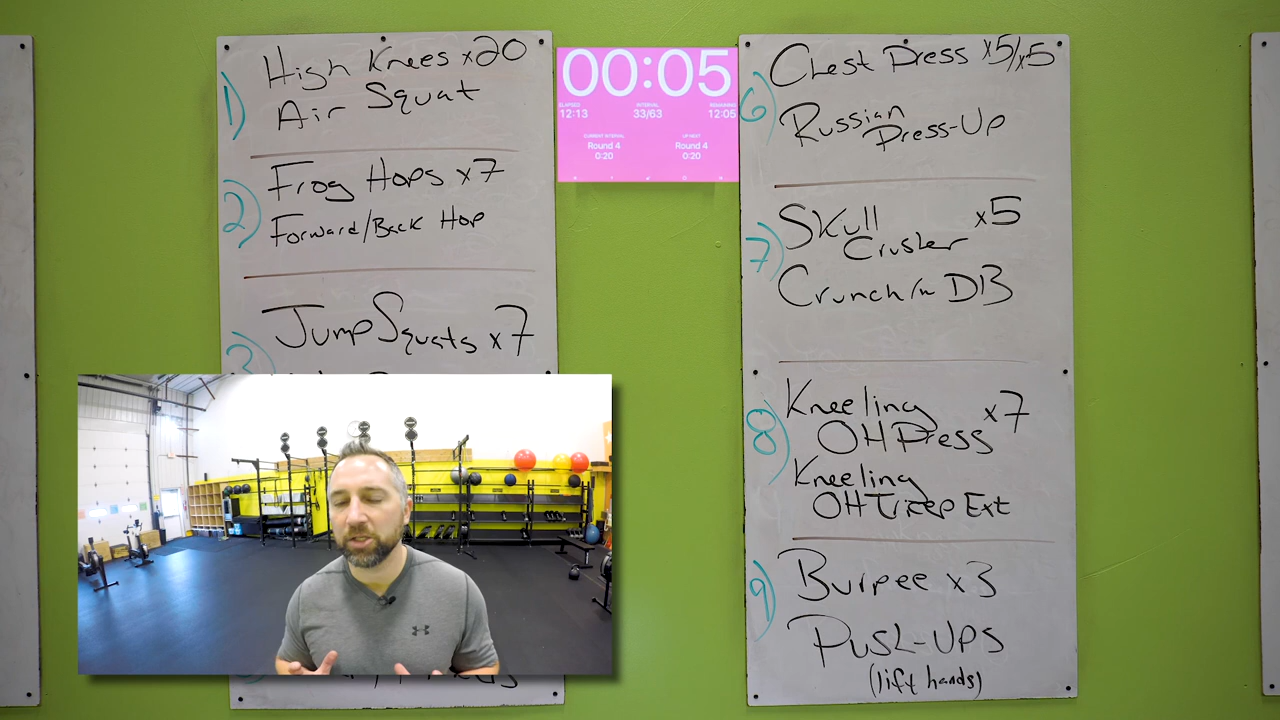 1) High Knees x20
Air Squat
2) Frog Hops x7
Forward/Back Hop
3) Jump Squats x7
00:05
ELAPSED INTERVAL REMAINING
12:13 33/63 12:05
CURRENT INTERVAL UP NEXT
Round 4 Round 4
0:20 0:20
6) Chest Press x5/x5
Russian
Press-Up
7) Skull x5
Crusher
Crunch/w DB
8) Kneeling x7
OH Press
Kneeling
OH Tricep Ext
9) Burpee x3
Push-Ups
(lift hands)